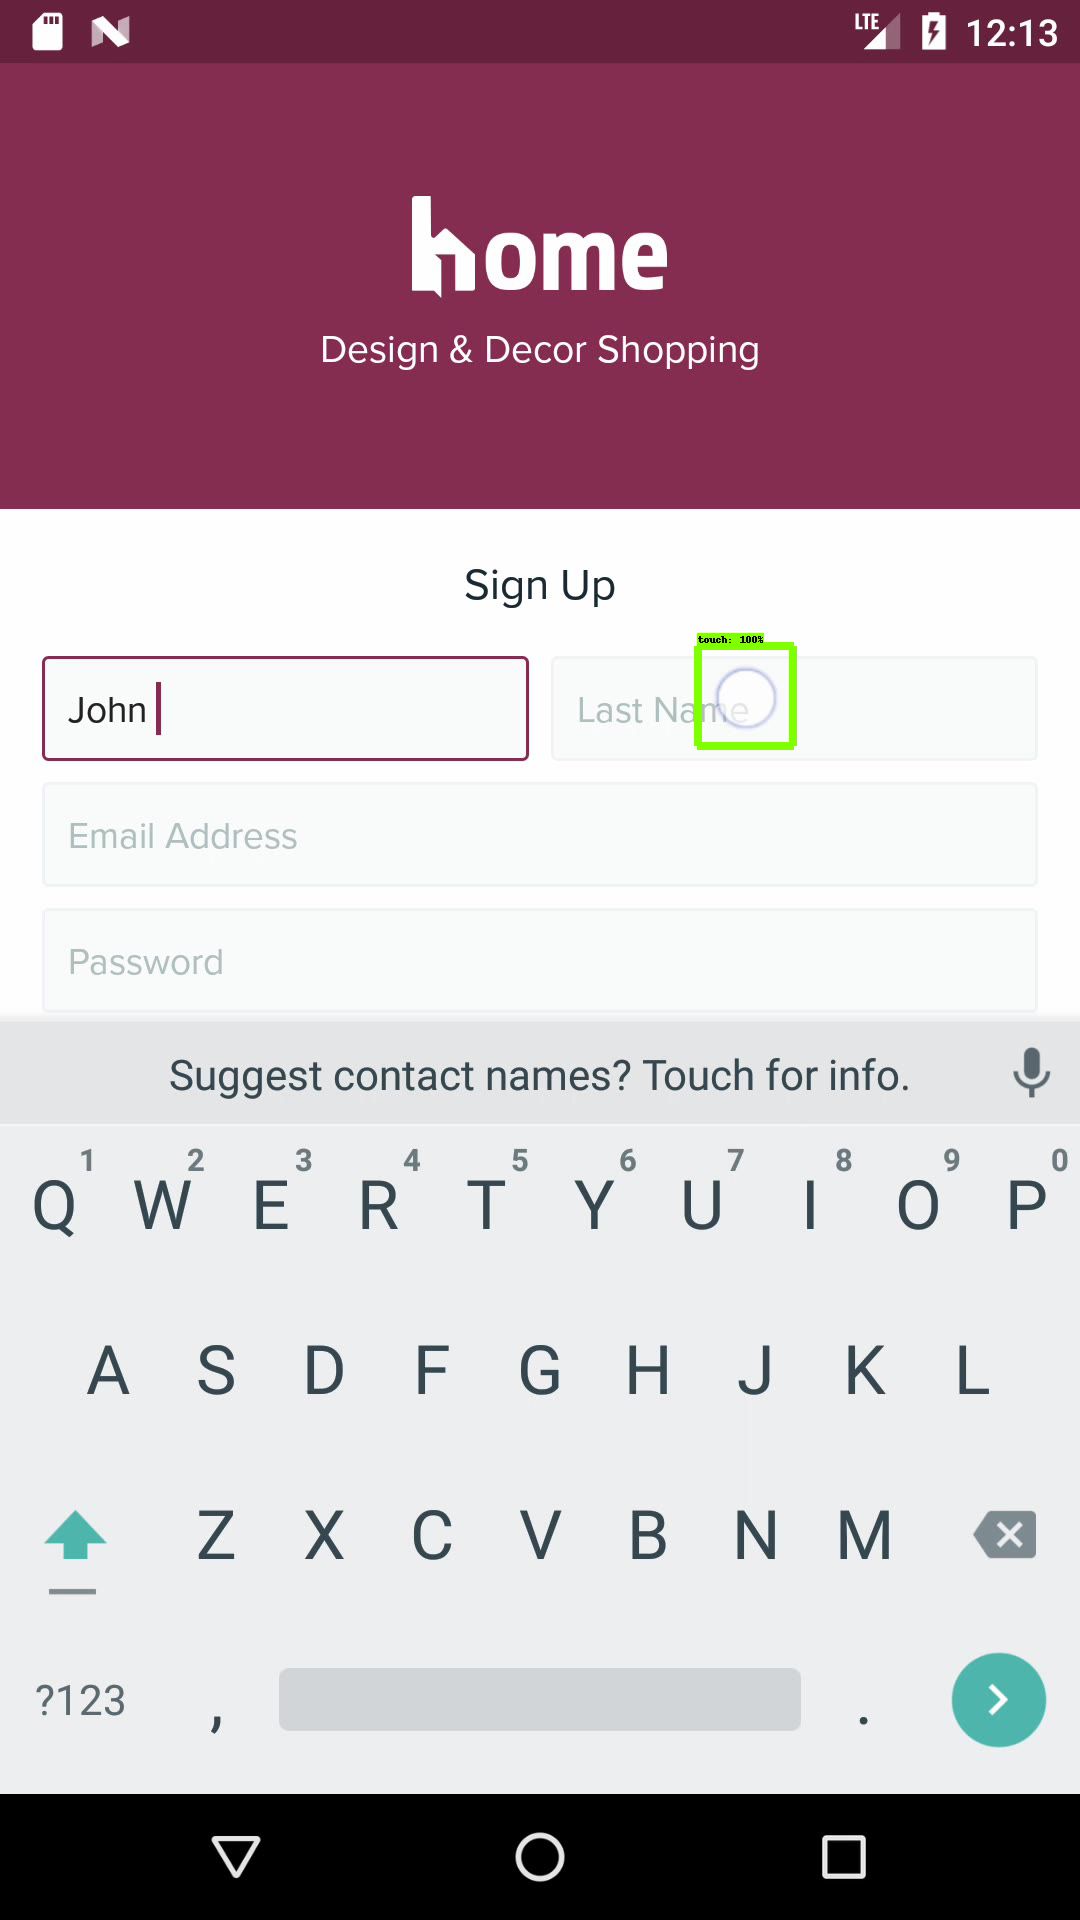 LTE 12:13
home
Design & Decor Shopping
Sign Up
touch: 100%
John Last Name
Email Address
Password
Suggest contact names? Touch for info.
1 2 3 4 5 6 7 8 9 0
Q W E R T Y U I O P
A S D F G H J K L
Z X C V B N M
?123 , .